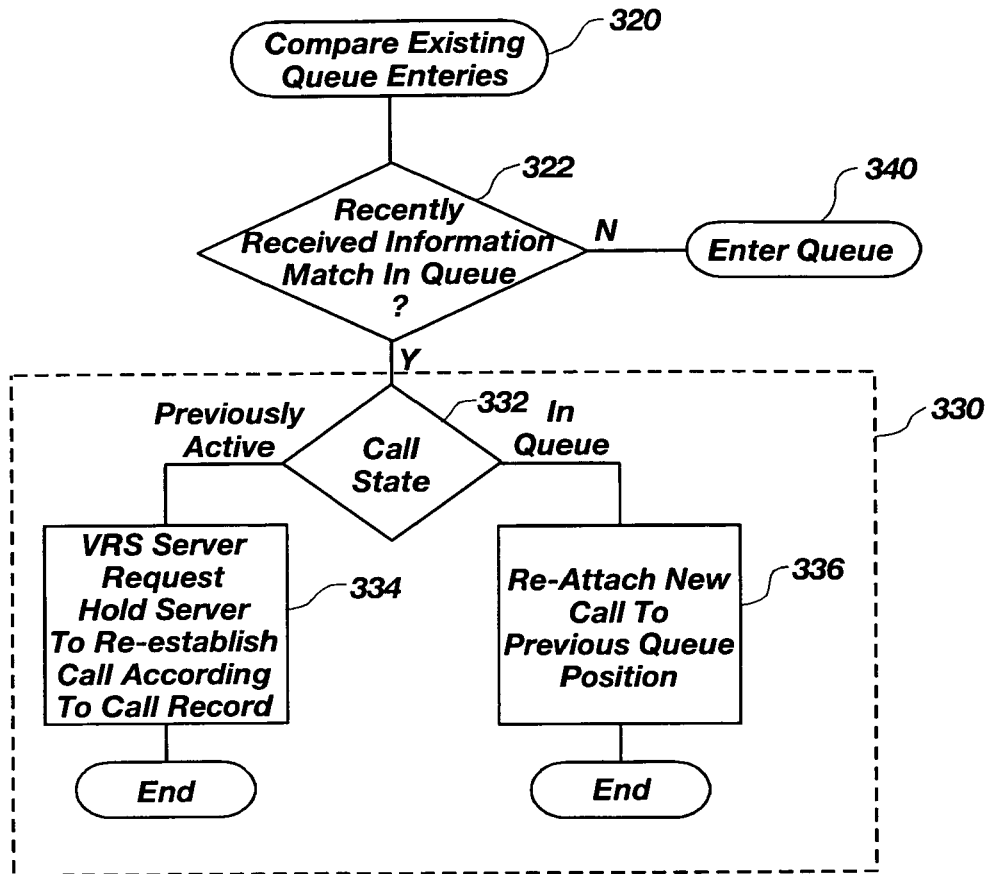 Compare Existing
Queue Enteries
320
Recently
Received Information
Match In Queue
?
322
N
Enter Queue
340
Y
330
Previously
Active
Call
State
332
In
Queue
VRS Server
Request
Hold Server
To Re-establish
Call According
To Call Record
334
Re-Attach New
Call To
Previous Queue
Position
336
End
End